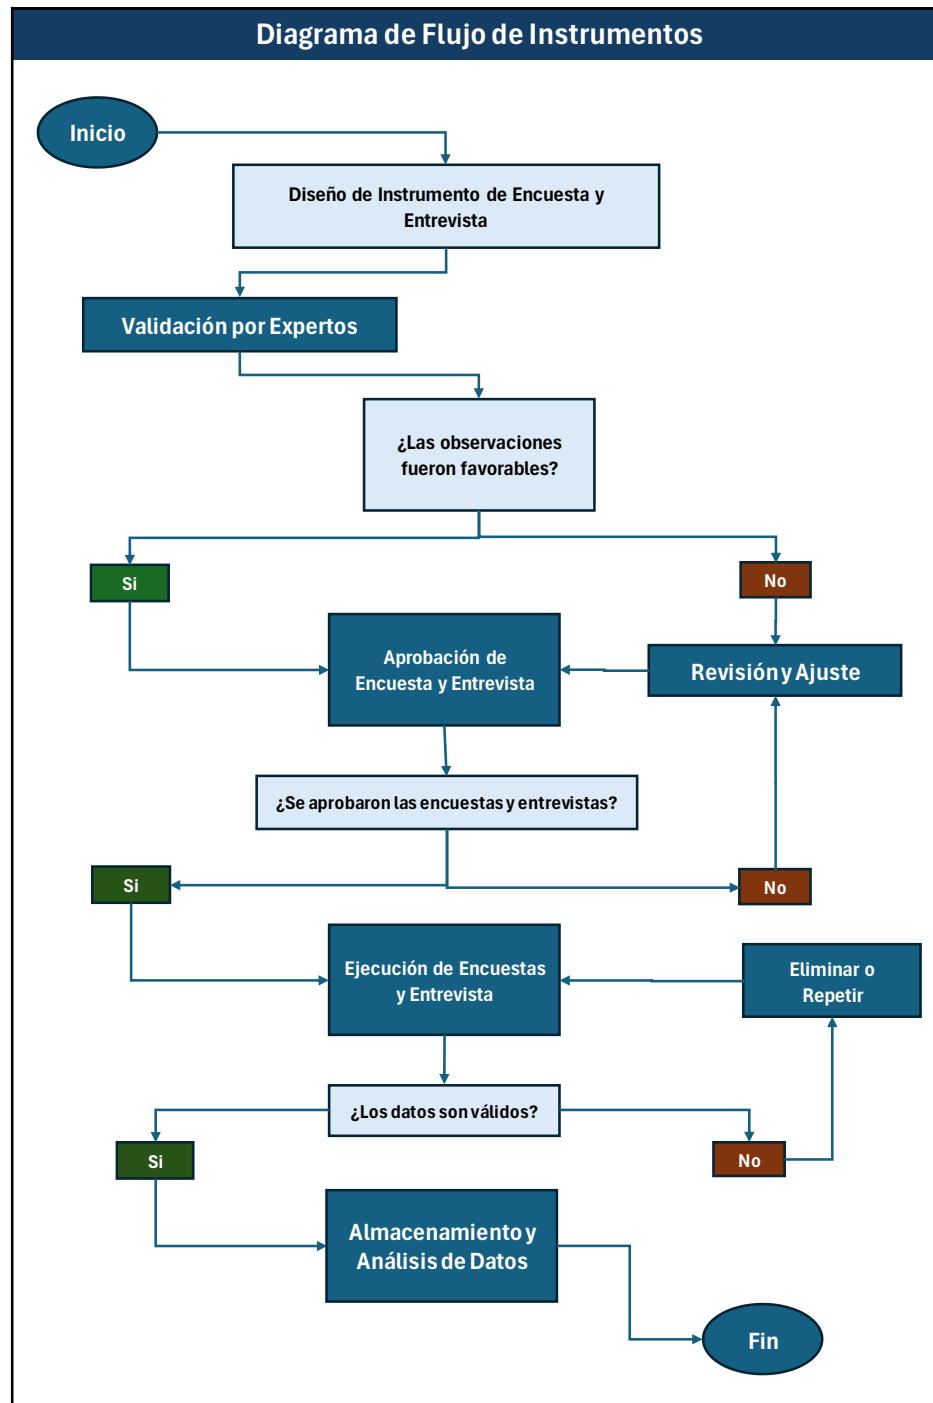 Diagrama de Flujo de Instrumentos
Inicio
Diseño de Instrumento de Encuesta y
Entrevista
Validación por Expertos
¿Las observaciones
fueron favorables?
Si
No
Aprobación de
Encuesta y Entrevista
Revisión y Ajuste
¿Se aprobaron las encuestas y entrevistas?
Si
No
Ejecución de Encuestas
y Entrevista
Eliminar o
Repetir
¿Los datos son válidos?
Si
No
Almacenamiento y
Análisis de Datos
Fin